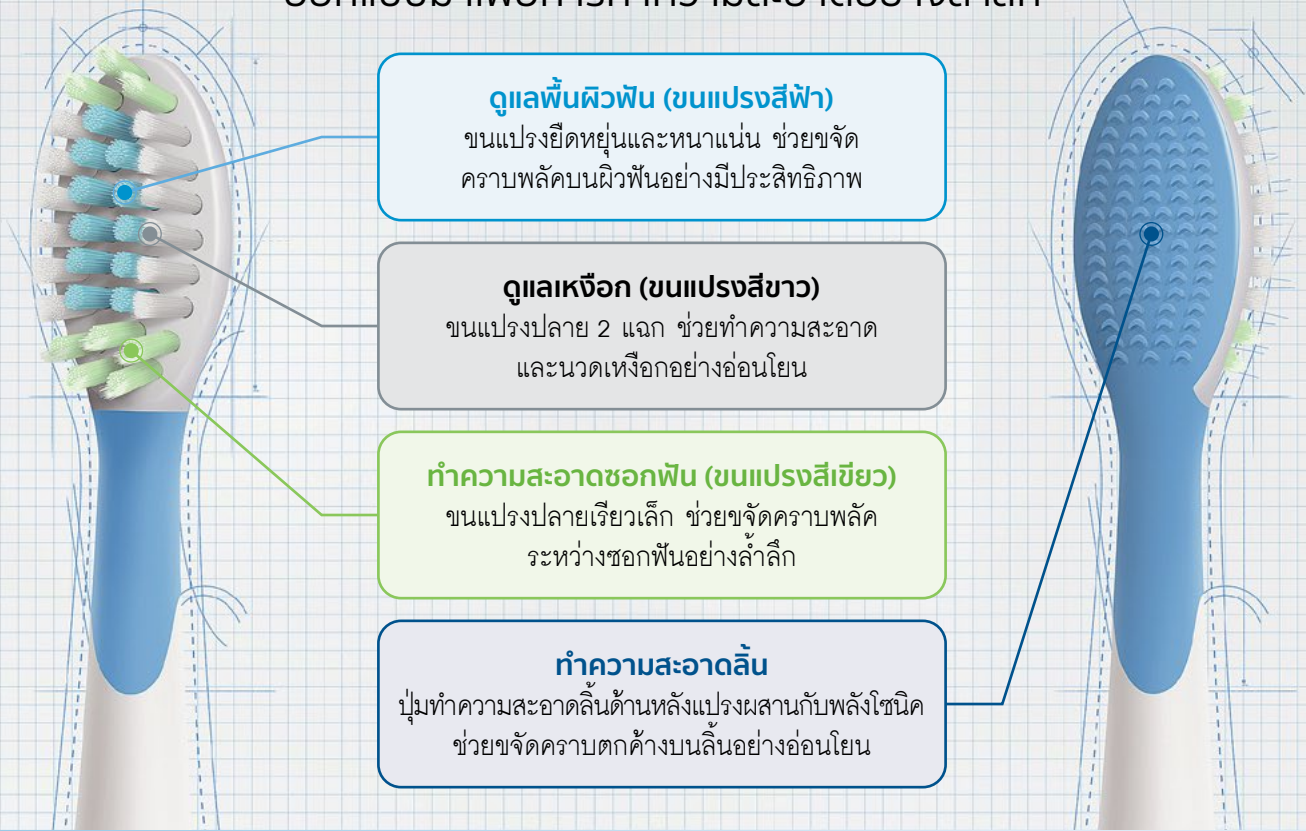 ดูแลพื้นผิวฟัน (ขนแปรงสีฟ้า)
ขนแปรงยืดหยุ่นและหนาแน่น ช่วยขจัด
คราบพลัคบนผิวฟันอย่างมีประสิทธิภาพ
ดูแลเหงือก (ขนแปรงสีขาว)
ขนแปรงปลาย 2 แฉก ช่วยทำความสะอาด
และนวดเหงือกอย่างอ่อนโยน
ทำความสะอาดซอกฟัน (ขนแปรงสีเขียว)
ขนแปรงปลายเรียวเล็ก ช่วยขจัดคราบพลัค
ระหว่างซอกฟันอย่างล้ำลึก
ทำความสะอาดลิ้น
ปุ่มทำความสะอาดลิ้นด้านหลังแปรงผสานกับพลังโซนิค
ช่วยขจัดคราบตกค้างบนลิ้นอย่างอ่อนโยน